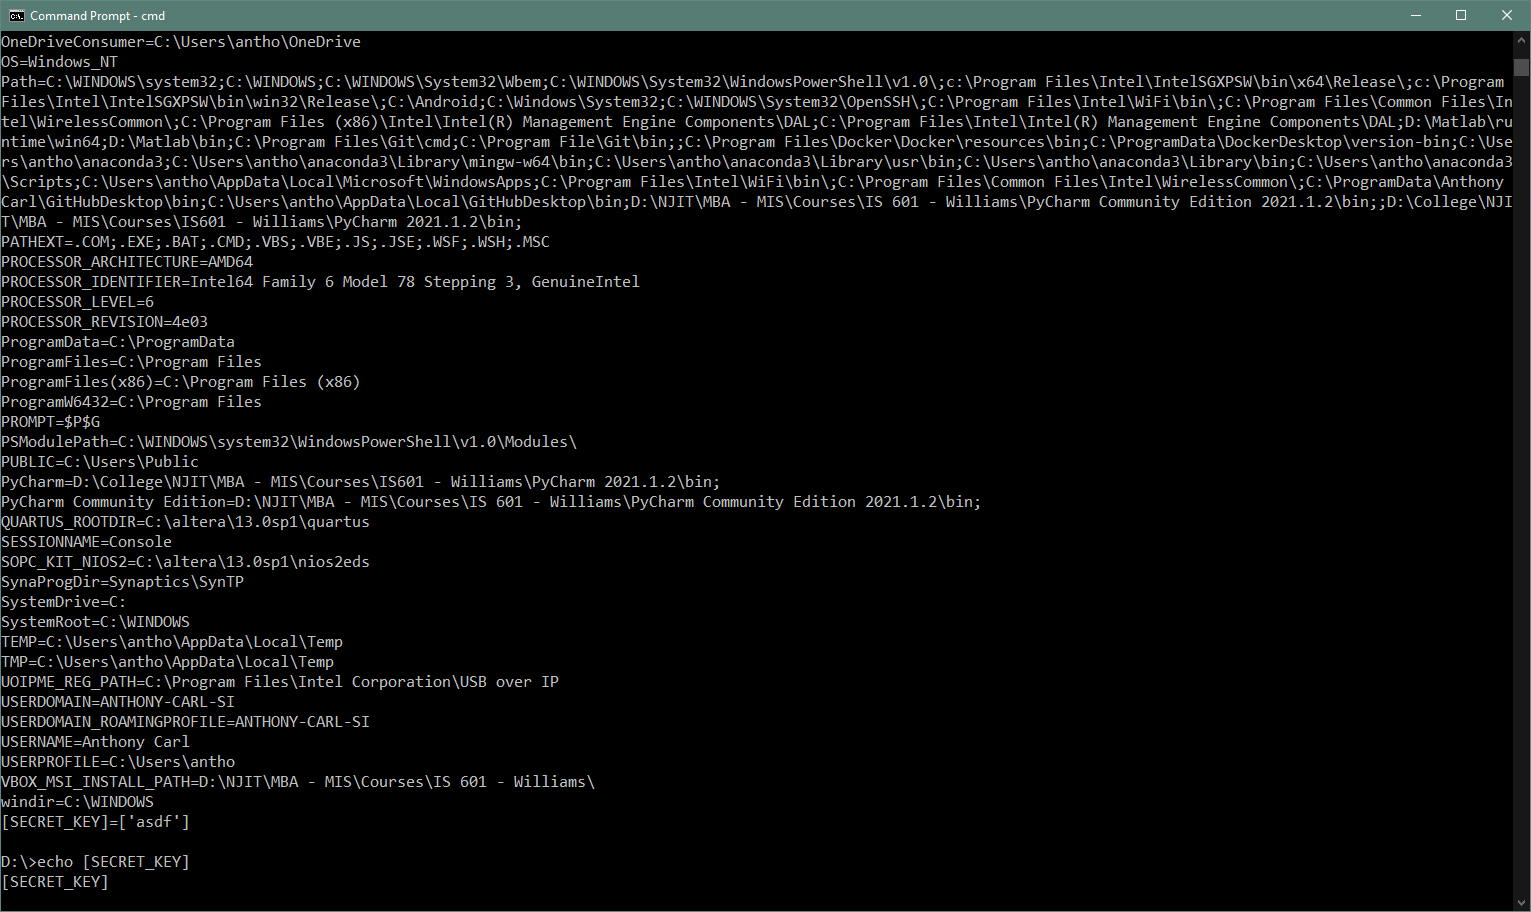 Command Prompt - cmd
OneDriveConsumer=C:\Users\antho\OneDrive
OS=Windows_NT
Path=C:\WINDOWS\system32;C:\WINDOWS;C:\WINDOWS\System32\Wbem;C:\WINDOWS\System32\WindowsPowerShell\v1.0\;c:\Program Files\Intel\IntelSGXPSW\bin\x64\Release\;c:\Program
Files\Intel\IntelSGXPSW\bin\win32\Release\;C:\Android;C:\Windows\System32;C:\WINDOWS\System32\OpenSSH\;C:\Program Files\Intel\WiFi\bin\;C:\Program Files\Common Files\In
tel\WirelessCommon\;C:\Program Files (x86)\Intel\Intel(R) Management Engine Components\DAL;C:\Program Files\Intel\Intel(R) Management Engine Components\DAL;D:\Matlab\ru
ntime\win64;D:\Matlab\bin;C:\Program Files\Git\cmd;C:\Program File\Git\bin;;C:\Program Files\Docker\Docker\resources\bin;C:\ProgramData\DockerDesktop\version-bin;C:\Use
rs\antho\anaconda3;C:\Users\antho\anaconda3\Library\mingw-w64\bin;C:\Users\antho\anaconda3\Library\usr\bin;C:\Users\antho\anaconda3\Library\bin;C:\Users\antho\anaconda3
\Scripts;C:\Users\antho\AppData\Local\Microsoft\WindowsApps;C:\Program Files\Intel\WiFi\bin\;C:\Program Files\Common Files\Intel\WirelessCommon\;C:\ProgramData\Anthony
Carl\GitHubDesktop\bin;C:\Users\antho\AppData\Local\GitHubDesktop\bin;D:\NJIT\MBA - MIS\Courses\IS 601 - Williams\PyCharm Community Edition 2021.1.2\bin;;D:\College\NJI
T\MBA - MIS\Courses\IS601 - Williams\PyCharm 2021.1.2\bin;
PATHEXT=.COM;.EXE;.BAT;.CMD;.VBS;.VBE;.JS;.JSE;.WSF;.WSH;.MSC
PROCESSOR_ARCHITECTURE=AMD64
PROCESSOR_IDENTIFIER=Intel64 Family 6 Model 78 Stepping 3, GenuineIntel
PROCESSOR_LEVEL=6
PROCESSOR_REVISION=4e03
ProgramData=C:\ProgramData
ProgramFiles=C:\Program Files
ProgramFiles(x86)=C:\Program Files (x86)
ProgramW6432=C:\Program Files
PROMPT=$P$G
PSModulePath=C:\WINDOWS\system32\WindowsPowerShell\v1.0\Modules\
PUBLIC=C:\Users\Public
PyCharm=D:\College\NJIT\MBA - MIS\Courses\IS601 - Williams\PyCharm 2021.1.2\bin;
PyCharm Community Edition=D:\NJIT\MBA - MIS\Courses\IS 601 - Williams\PyCharm Community Edition 2021.1.2\bin;
QUARTUS_ROOTDIR=C:\altera\13.0sp1\quartus
SESSIONNAME=Console
SOPC_KIT_NIOS2=C:\altera\13.0sp1\nios2eds
SynaProgDir=Synaptics\SynTP
SystemDrive=C:
SystemRoot=C:\WINDOWS
TEMP=C:\Users\antho\AppData\Local\Temp
TMP=C:\Users\antho\AppData\Local\Temp
UOIPME_REG_PATH=C:\Program Files\Intel Corporation\USB over IP
USERDOMAIN=ANTHONY-CARL-SI
USERDOMAIN_ROAMINGPROFILE=ANTHONY-CARL-SI
USERNAME=Anthony Carl
USERPROFILE=C:\Users\antho
VBOX_MSI_INSTALL_PATH=D:\NJIT\MBA - MIS\Courses\IS 601 - Williams\
windir=C:\WINDOWS
[SECRET_KEY]=['asdf']
D:\>echo [SECRET_KEY]
[SECRET_KEY]